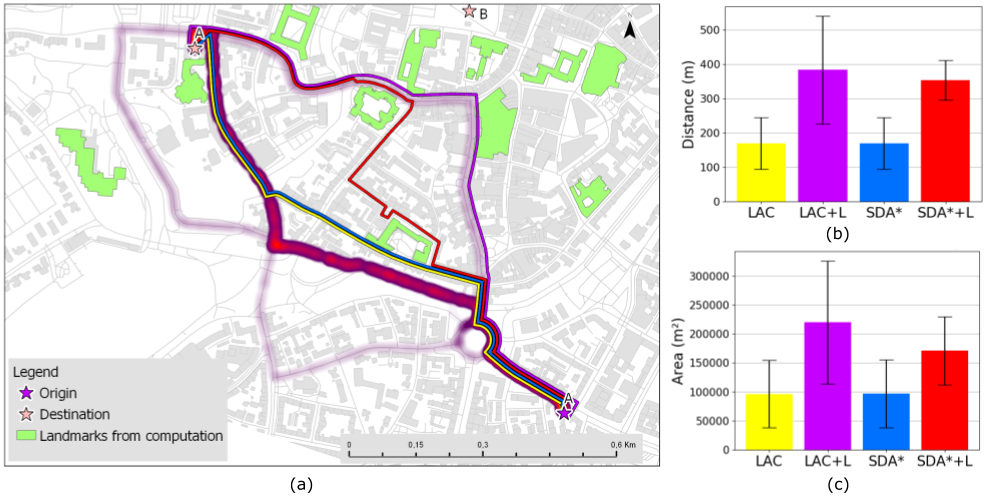 A
B
A
Legend
Origin
Destination
Landmarks from computation
0 0,15 0,3 0,6 Km
(a)
Distance (m)
500
400
300
200
100
0
LAC LAC+L SDA* SDA*+L
(b)
Area (m²)
300000
250000
200000
150000
100000
50000
0
LAC LAC+L SDA* SDA*+L
(c)